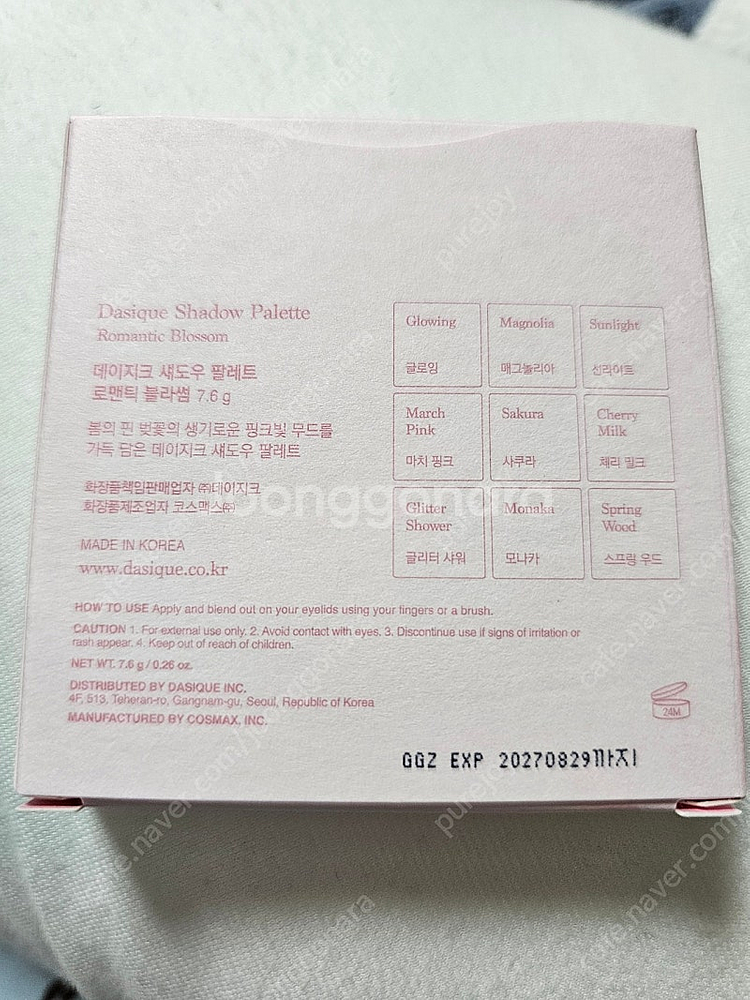 Dasique Shadow Palette
Romantic Blossom
데이지크 섀도우 팔레트
로맨틱 블라썸 7.6 g
봄의 핀 벚꽃의 생기로운 핑크빛 무드를
가득 담은 데이지크 섀도우 팔레트
화장품책임판매업자 ㈜데이지크
화장품제조업자 코스맥스㈜
MADE IN KOREA
www.dasique.co.kr
Glowing
글로잉
Magnolia
매그놀리아
Sunlight
선라이트
March
Pink
마치 핑크
Sakura
사쿠라
Cherry
Milk
체리 밀크
Glitter
Shower
글리터 샤워
Monaka
모나카
Spring
Wood
스프링 우드
HOW TO USE Apply and blend out on your eyelids using your fingers or a brush.
CAUTION 1. For external use only. 2. Avoid contact with eyes. 3. Discontinue use if signs of irritation or
rash appear. 4. Keep out of reach of children.
NET WT. 7.6 g / 0.26 oz.
DISTRIBUTED BY DASIQUE INC.
4F, 513, Teheran-ro, Gangnam-gu, Seoul, Republic of Korea
MANUFACTURED BY COSMAX, INC.
24M
GGZ EXP 20270829까지
joonggonara
purejoy
cafe.naver.com/joonggonara